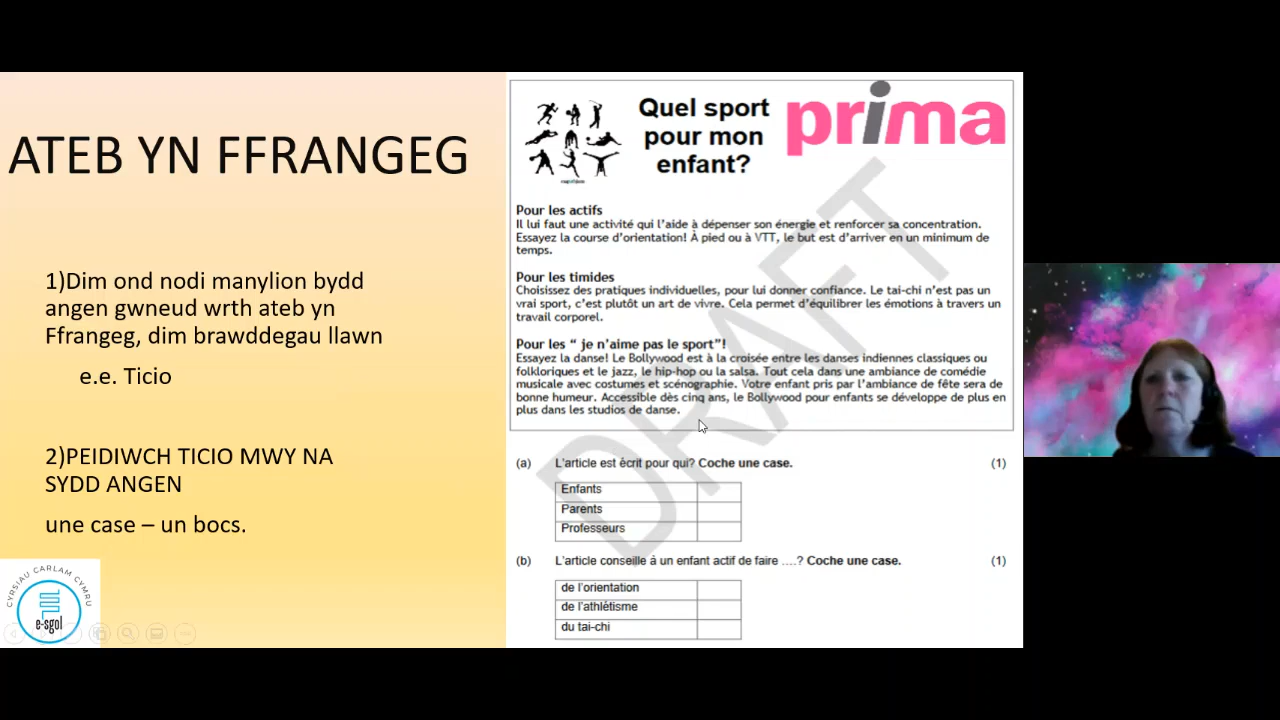 ATEB YN FFRANGEG
1)Dim ond nodi manylion bydd
angen gwneud wrth ateb yn
Ffrangeg, dim brawddegau llawn
e.e. Ticio
2)PEIDIWCH TICIO MWY NA
SYDD ANGEN
une case – un bocs.
CYRSIAU CARLAM CYMRU
e-sgol
Quel sport
pour mon
enfant?
prima
Pour les actifs
Il lui faut une activité qui l'aide à dépenser son énergie et renforcer sa concentration.
Essayez la course d'orientation! À pied ou à VTT, le but est d'arriver en un minimum de
temps.
Pour les timides
Choisissez des pratiques individuelles, pour lui donner confiance. Le tai-chi n'est pas un
vrai sport, c'est plutôt un art de vivre. Cela permet d'équilibrer les émotions à travers un
travail corporel.
Pour les " je n'aime pas le sport"!
Essayez la danse! Le Bollywood est à la croisée entre les danses indiennes classiques ou
folkloriques et le jazz, le hip-hop ou la salsa. Tout cela dans une ambiance de comédie
musicale avec costumes et scénographie. Votre enfant pris par l'ambiance de fête sera de
bonne humeur. Accessible dès cinq ans, le Bollywood pour enfants se développe de plus en
plus dans les studios de danse.
DRAFT
(a) L'article est écrit pour qui? Coche une case. (1)
Enfants
Parents
Professeurs
(b) L'article conseille à un enfant actif de faire ....? Coche une case. (1)
de l'orientation
de l'athlétisme
du tai-chi